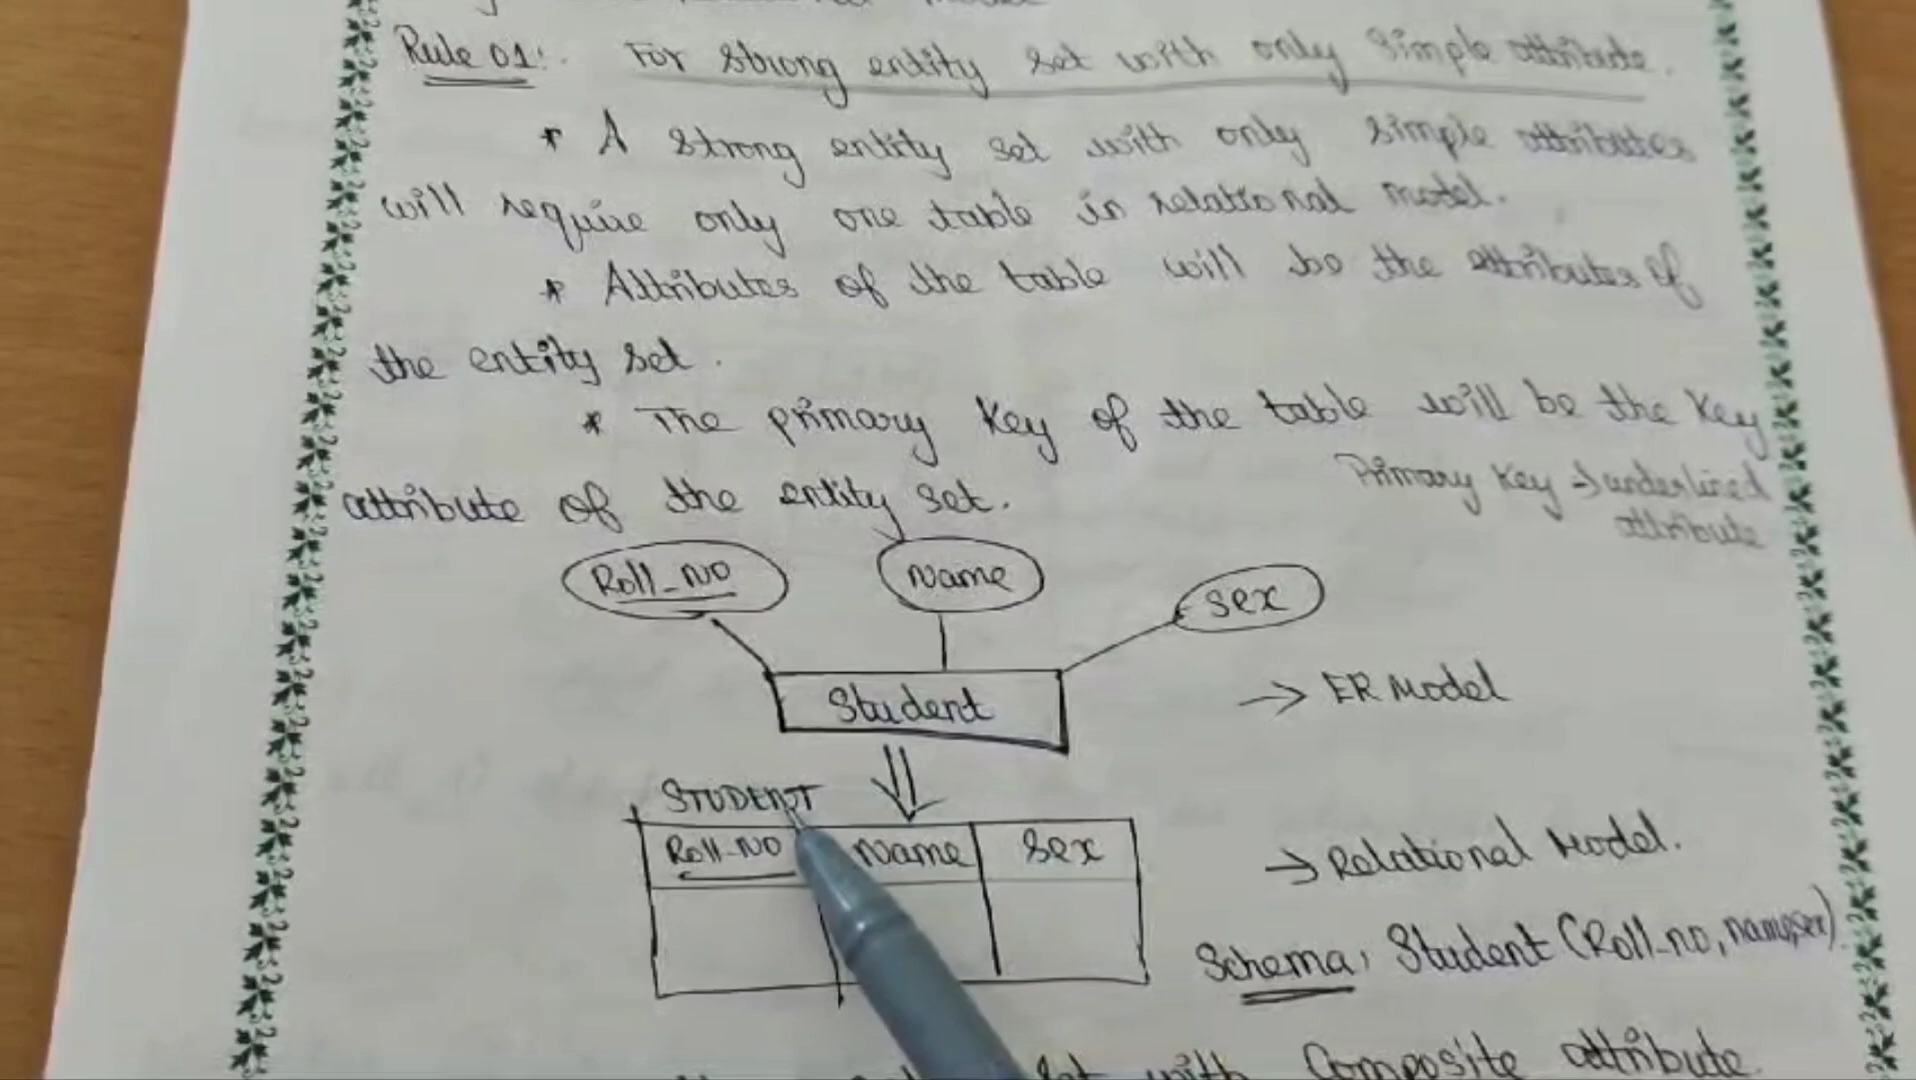 Rule 01: For strong entity set with only simple attribute.
* A strong entity set with only simple attributes
will require only one table in relational model.
* Attributes of the table will be the attributes of
the entity set.
* The primary key of the table will be the key
attribute of the entity set.
Primary key → underlined
attribute
Roll_No
Name
Sex
Student
→ ER Model
STUDENT
Roll_No Name Sex
→ Relational Model.
Schema: Student (Roll_no, name, sex)
set with Composite attribute.